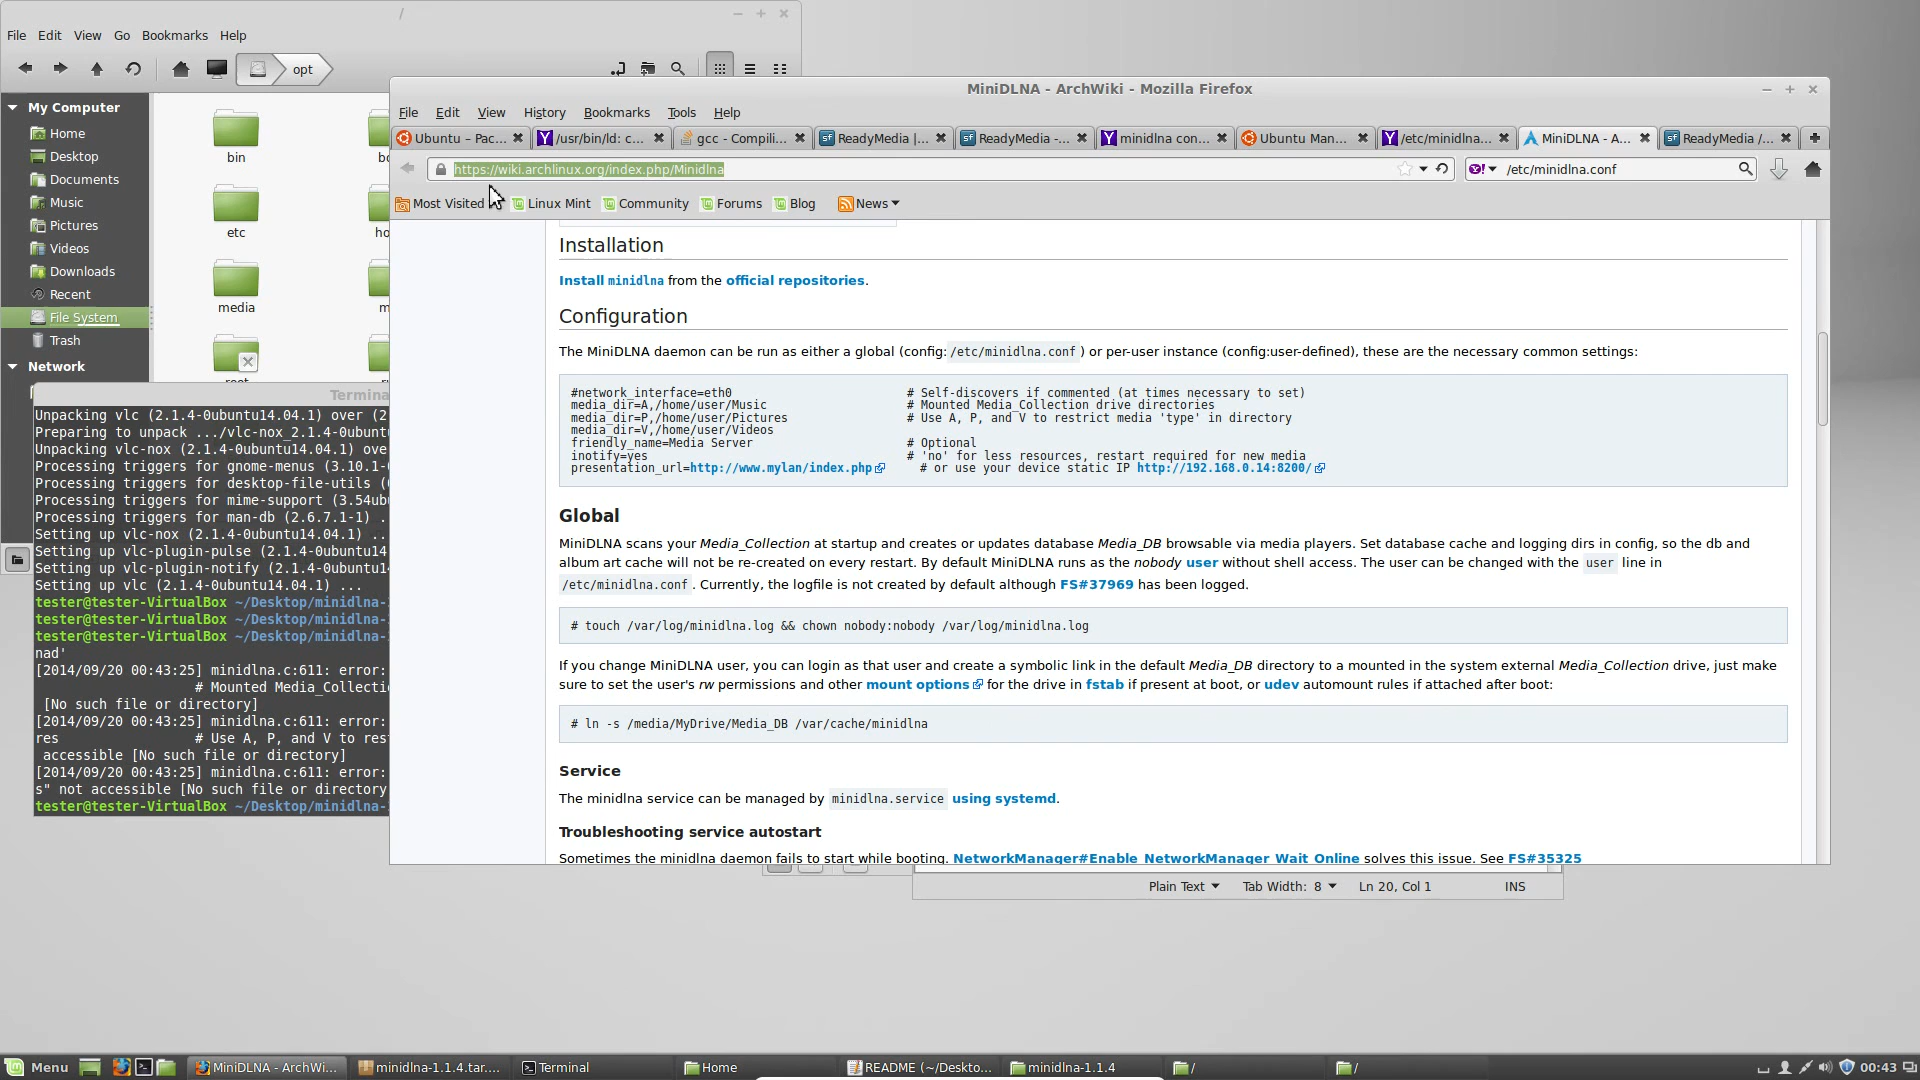 /
File Edit View Go Bookmarks Help
opt
My Computer
Home
Desktop
Documents
Music
Pictures
Videos
Downloads
Recent
File System
Trash
Network
bin
etc
media
MiniDLNA - ArchWiki - Mozilla Firefox
File Edit View History Bookmarks Tools Help
Ubuntu – Pac... /usr/bin/ld: c... gcc - Compili... ReadyMedia |... ReadyMedia -... minidlna con... Ubuntu Man... /etc/minidlna... MiniDLNA - A... ReadyMedia /...
https://wiki.archlinux.org/index.php/Minidlna
/etc/minidlna.conf
Most Visited Linux Mint Community Forums Blog News
Installation
Install minidlna from the official repositories.
Configuration
The MiniDLNA daemon can be run as either a global (config: /etc/minidlna.conf ) or per-user instance (config:user-defined), these are the necessary common settings:
#network_interface=eth0 # Self-discovers if commented (at times necessary to set)
media_dir=A,/home/user/Music # Mounted Media_Collection drive directories
media_dir=P,/home/user/Pictures # Use A, P, and V to restrict media 'type' in directory
media_dir=V,/home/user/Videos
friendly_name=Media Server # Optional
inotify=yes # 'no' for less resources, restart required for new media
presentation_url=http://www.mylan/index.php # or use your device static IP http://192.168.0.14:8200/
Global
MiniDLNA scans your Media_Collection at startup and creates or updates database Media_DB browsable via media players. Set database cache and logging dirs in config, so the db and
album art cache will not be re-created on every restart. By default MiniDLNA runs as the nobody user without shell access. The user can be changed with the user line in
/etc/minidlna.conf . Currently, the logfile is not created by default although FS#37969 has been logged.
# touch /var/log/minidlna.log && chown nobody:nobody /var/log/minidlna.log
If you change MiniDLNA user, you can login as that user and create a symbolic link in the default Media_DB directory to a mounted in the system external Media_Collection drive, just make
sure to set the user's rw permissions and other mount options for the drive in fstab if present at boot, or udev automount rules if attached after boot:
# ln -s /media/MyDrive/Media_DB /var/cache/minidlna
Service
The minidlna service can be managed by minidlna.service using systemd.
Troubleshooting service autostart
Sometimes the minidlna daemon fails to start while booting. NetworkManager#Enable NetworkManager Wait Online solves this issue. See FS#35325
Termina
Unpacking vlc (2.1.4-0ubuntu14.04.1) over (2
Preparing to unpack .../vlc-nox_2.1.4-0ubunt
Unpacking vlc-nox (2.1.4-0ubuntu14.04.1) ove
Processing triggers for gnome-menus (3.10.1-
Processing triggers for desktop-file-utils (
Processing triggers for mime-support (3.54ub
Processing triggers for man-db (2.6.7.1-1) .
Setting up vlc-nox (2.1.4-0ubuntu14.04.1) ..
Setting up vlc-plugin-pulse (2.1.4-0ubuntu14
Setting up vlc-plugin-notify (2.1.4-0ubuntu1
Setting up vlc (2.1.4-0ubuntu14.04.1) ...
tester@tester-VirtualBox ~/Desktop/minidlna-
tester@tester-VirtualBox ~/Desktop/minidlna-
tester@tester-VirtualBox ~/Desktop/minidlna-
nad'
[2014/09/20 00:43:25] minidlna.c:611: error:
# Mounted Media_Collectio
[No such file or directory]
[2014/09/20 00:43:25] minidlna.c:611: error:
res # Use A, P, and V to res
accessible [No such file or directory]
[2014/09/20 00:43:25] minidlna.c:611: error:
s" not accessible [No such file or directory
tester@tester-VirtualBox ~/Desktop/minidlna-
Plain Text Tab Width: 8 Ln 20, Col 1 INS
Menu MiniDLNA - ArchWi... minidlna-1.1.4.tar.... Terminal Home README (~/Deskto... minidlna-1.1.4 / / 00:43